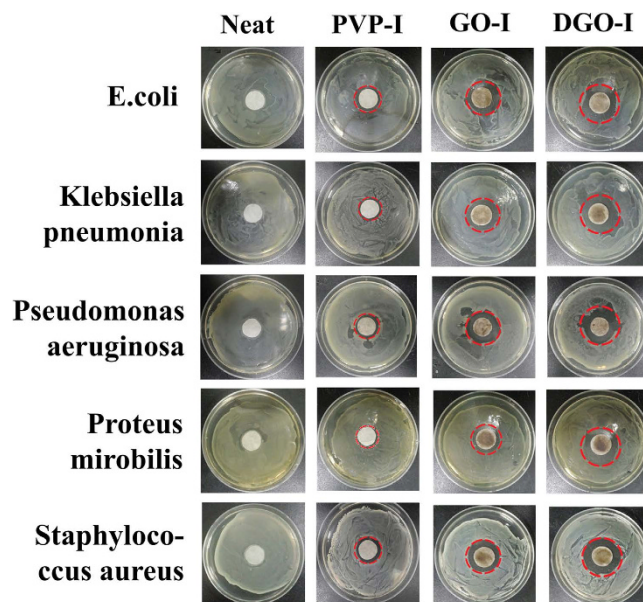 Neat PVP-I GO-I DGO-I
E.coli
Klebsiella
pneumonia
Pseudomonas
aeruginosa
Proteus
mirobilis
Staphyloco-
ccus aureus